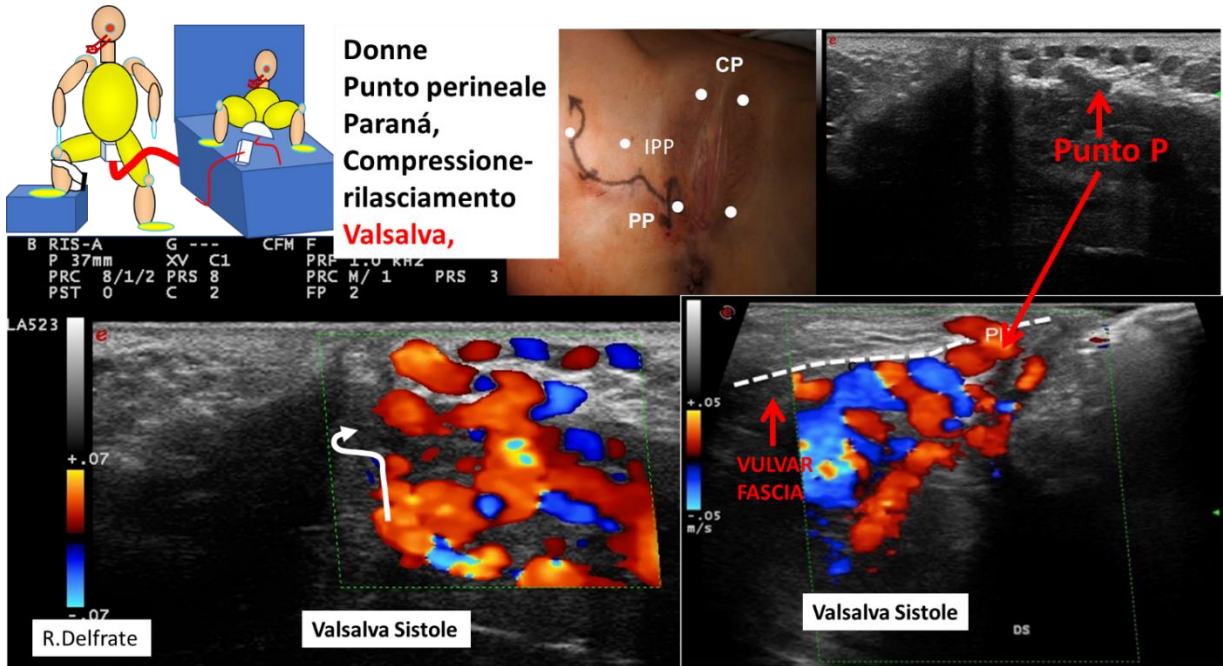 Donne
Punto perineale
Paraná,
Compressione-
rilasciamento
Valsalva,
CP
IPP
PP
e
Punto P
B RIS-A G --- CFM F
P 37mm XV C1 PRF 1.0 kHz
PRC 8/1/2 PRS 8 PRC M/ 1 PRS 3
PST 0 C 2 FP 2
LA523
e
+.07
-.07
R.Delfrate
Valsalva Sistole
e
+.05
-.05
m/s
VULVAR
FASCIA
Valsalva Sistole
DS